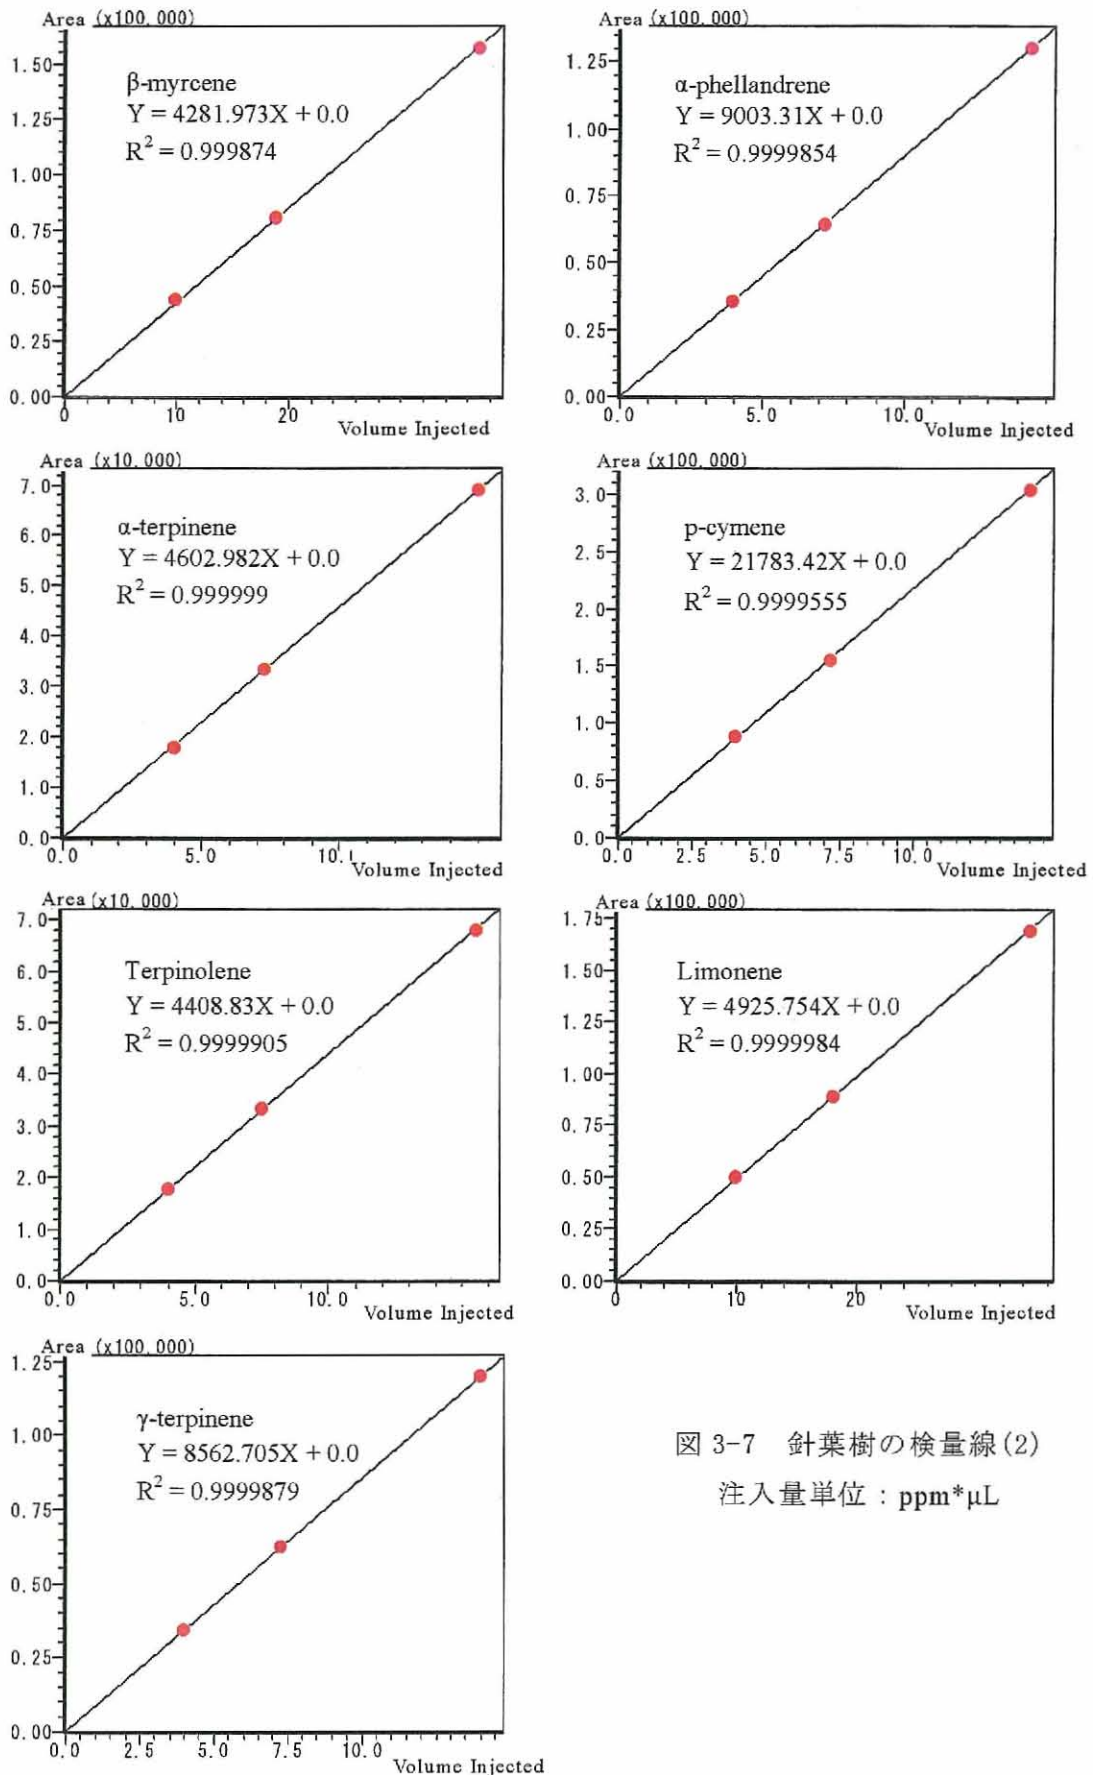 Area (x100,000)
1.50
1.25
1.00
0.75
0.50
0.25
0.00
β-myrcene
Y = 4281.973X + 0.0
R² = 0.999874
0 10 20
Volume Injected
Area (x100,000)
1.25
1.00
0.75
0.50
0.25
0.00
α-phellandrene
Y = 9003.31X + 0.0
R² = 0.9999854
0.0 5.0 10.0
Volume Injected
Area (x10,000)
7.0
6.0
5.0
4.0
3.0
2.0
1.0
0.0
α-terpinene
Y = 4602.982X + 0.0
R² = 0.999999
0.0 5.0 10.
Volume Injected
Area (x100,000)
3.0
2.5
2.0
1.5
1.0
0.5
0.0
p-cymene
Y = 21783.42X + 0.0
R² = 0.9999555
0.0 2.5 5.0 7.5 10.0
Volume Injected
Area (x10,000)
7.0
6.0
5.0
4.0
3.0
2.0
1.0
0.0
Terpinolene
Y = 4408.83X + 0.0
R² = 0.9999905
0.0 5.0 10.0
Volume Injected
Area (x100,000)
1.75
1.50
1.25
1.00
0.75
0.50
0.25
0.00
Limonene
Y = 4925.754X + 0.0
R² = 0.9999984
0 10 20
Volume Injected
Area (x100,000)
1.25
1.00
0.75
0.50
0.25
0.00
γ-terpinene
Y = 8562.705X + 0.0
R² = 0.9999879
0.0 2.5 5.0 7.5 10.0
Volume Injected
図 3-7 針葉樹の検量線(2)
注入量単位：ppm*μL